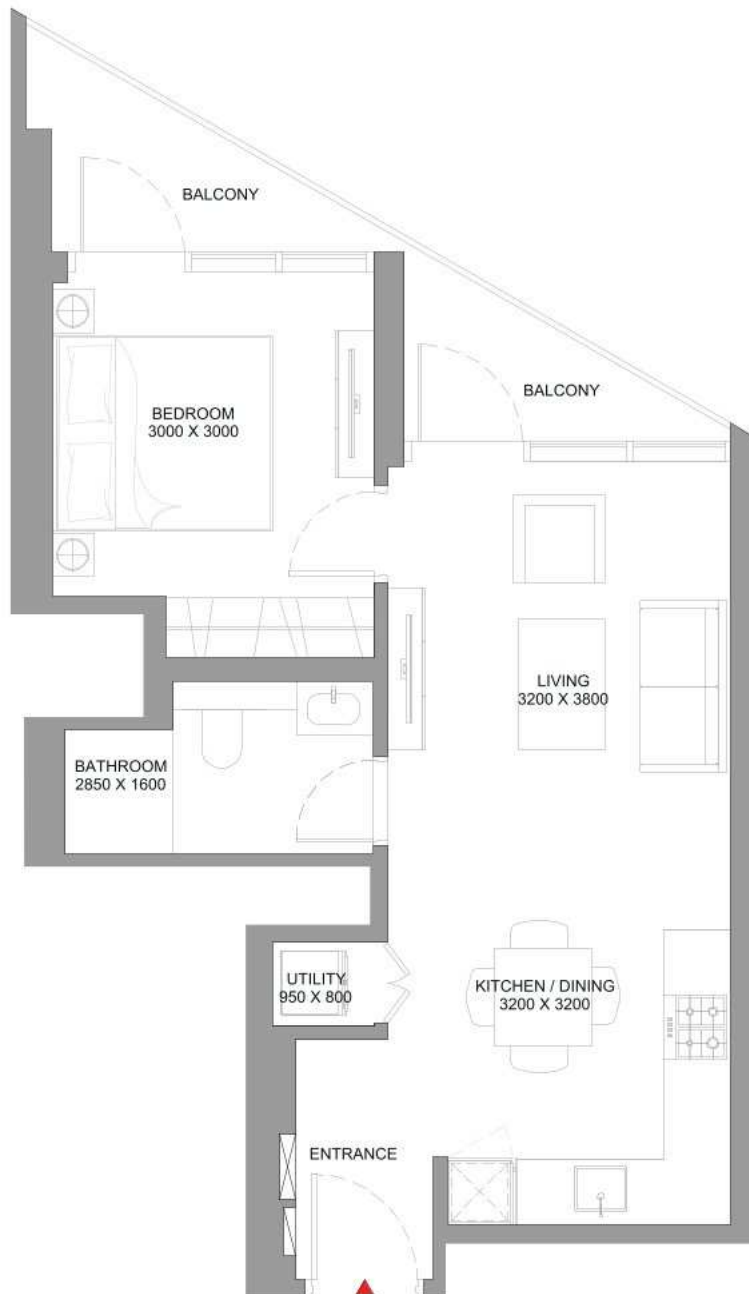 BALCONY
BEDROOM
3000 X 3000
BALCONY
LIVING
3200 X 3800
BATHROOM
2850 X 1600
UTILITY
950 X 800
KITCHEN / DINING
3200 X 3200
ENTRANCE